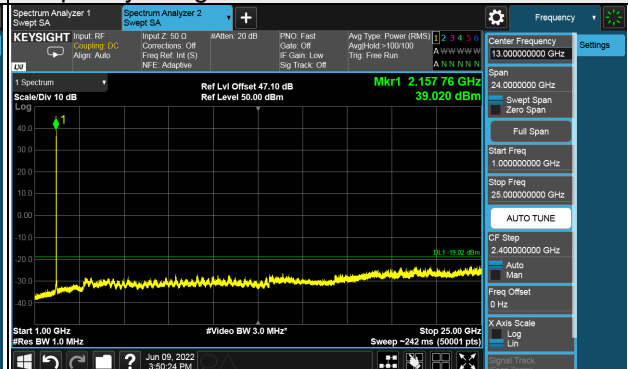 Spectrum Analyzer 1
Swept SA
Spectrum Analyzer 2
Swept SA
Frequency
KEYSIGHT
Input: RF
Coupling: DC
Align: Auto
Input Z: 50 Ω
Corrections: Off
Freq Ref: Int (S)
NFE: Adaptive
#Atten: 20 dB
PNO: Fast
Gate: Off
IF Gain: Low
Sig Track: Off
Avg Type: Power (RMS)
Avg|Hold:>100/100
Trig: Free Run
1 2 3 4 5 6
A W W W W W
A N N N N N
LXI
1 Spectrum
Scale/Div 10 dB
Log
Ref Lvl Offset 47.10 dB
Ref Level 50.00 dBm
Mkr1 2.157 76 GHz
39.020 dBm
1
40.0
30.0
20.0
10.0
0.00
-10.0
-20.0
-30.0
-40.0
DL1 -19.02 dBm
Start 1.00 GHz
#Res BW 1.0 MHz
#Video BW 3.0 MHz*
Stop 25.00 GHz
Sweep ~242 ms (50001 pts)
Jun 09, 2022
3:50:24 PM
Center Frequency
13.000000000 GHz
Settings
Span
24.0000000 GHz
Swept Span
Zero Span
Full Span
Start Freq
1.000000000 GHz
Stop Freq
25.000000000 GHz
AUTO TUNE
CF Step
2.400000000 GHz
Auto
Man
Freq Offset
0 Hz
X Axis Scale
Log
Lin
Signal Track